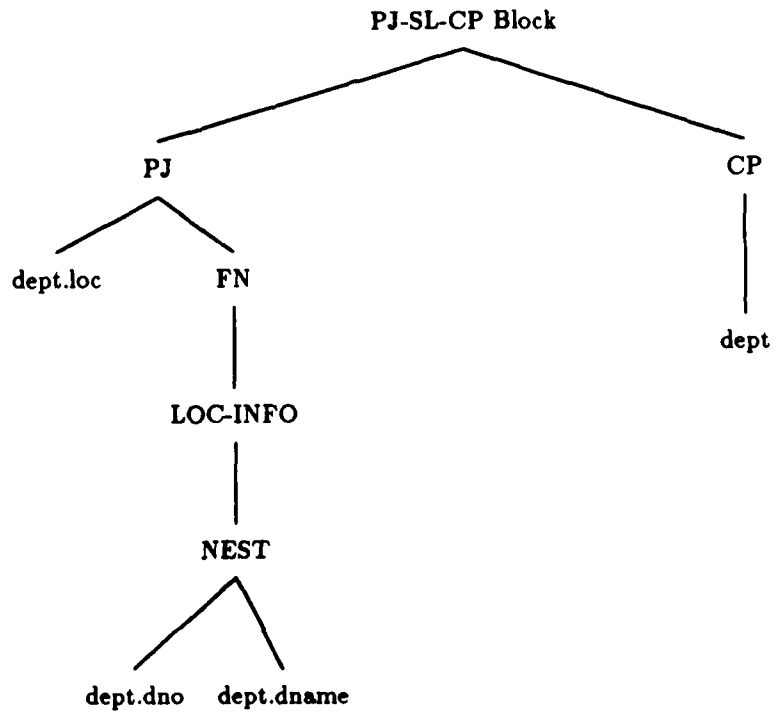 PJ-SL-CP Block
PJ
CP
dept.loc
FN
dept
LOC-INFO
NEST
dept.dno
dept.dname